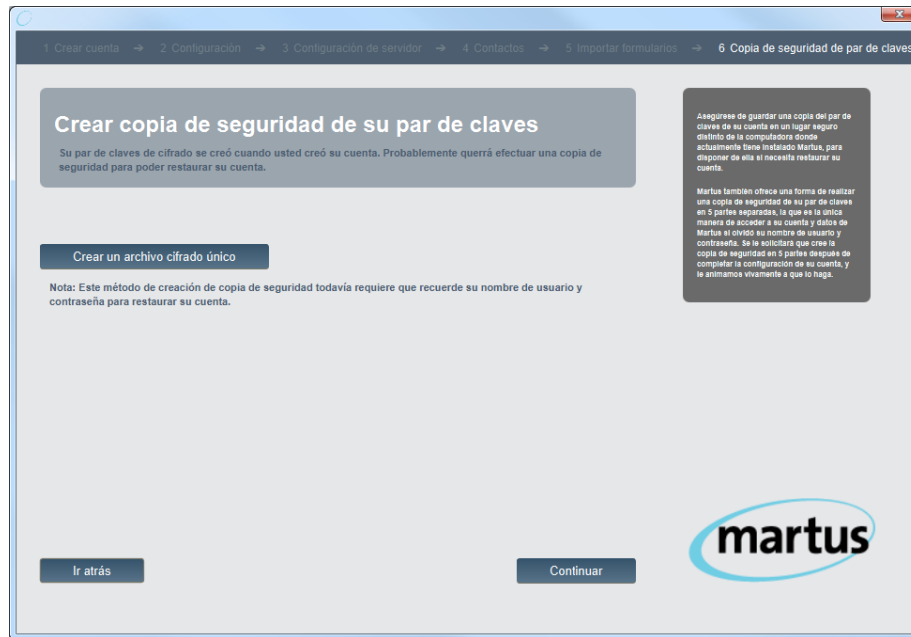 1 Crear cuenta ➔ 2 Configuración ➔ 3 Configuración de servidor ➔ 4 Contactos ➔ 5 Importar formularios ➔ 6 Copia de seguridad de par de claves
Crear copia de seguridad de su par de claves
Su par de claves de cifrado se creó cuando usted creó su cuenta. Probablemente querrá efectuar una copia de
seguridad para poder restaurar su cuenta.
Crear un archivo cifrado único
Nota: Este método de creación de copia de seguridad todavía requiere que recuerde su nombre de usuario y
contraseña para restaurar su cuenta.
Asegúrese de guardar una copia del par de
claves de su cuenta en un lugar seguro
distinto de la computadora donde
actualmente tiene instalado Martus, para
disponer de ella si necesita restaurar su
cuenta.
Martus también ofrece una forma de realizar
una copia de seguridad de su par de claves
en 5 partes separadas, la que es la única
manera de acceder a su cuenta y datos de
Martus si olvidó su nombre de usuario y
contraseña. Se le solicitará que cree la
copia de seguridad en 5 partes después de
completar la configuración de su cuenta, y
le animamos vivamente a que lo haga.
martus
Ir atrás
Continuar